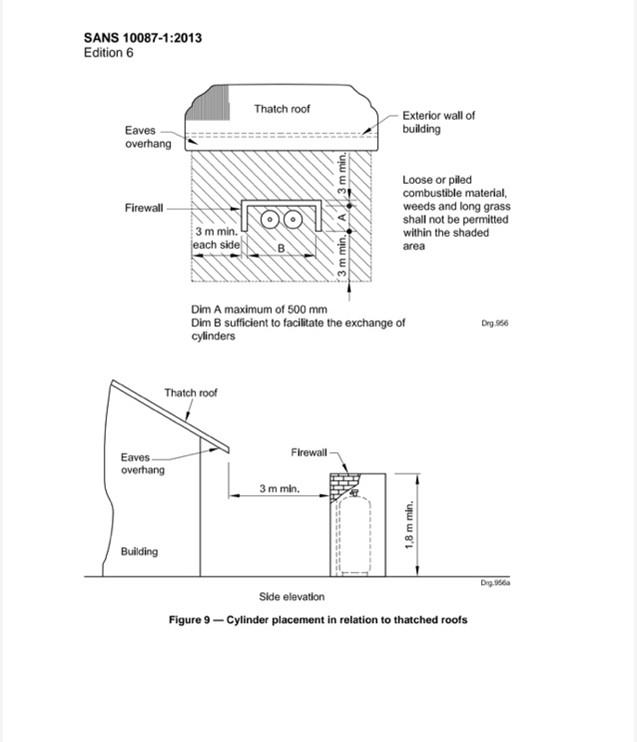 SANS 10087-1:2013
Edition 6
Thatch roof
Exterior wall of
building
Eaves
overhang
3 m min.
Loose or piled
combustible material,
weeds and long grass
shall not be permitted
within the shaded
area
Firewall
A
3 m min.
each side
B
3 m min.
Dim A maximum of 500 mm
Dim B sufficient to facilitate the exchange of
cylinders
Drg.956
Thatch roof
Eaves
overhang
Firewall
3 m min.
1,8 m min.
Building
Drg.956a
Side elevation
Figure 9 — Cylinder placement in relation to thatched roofs